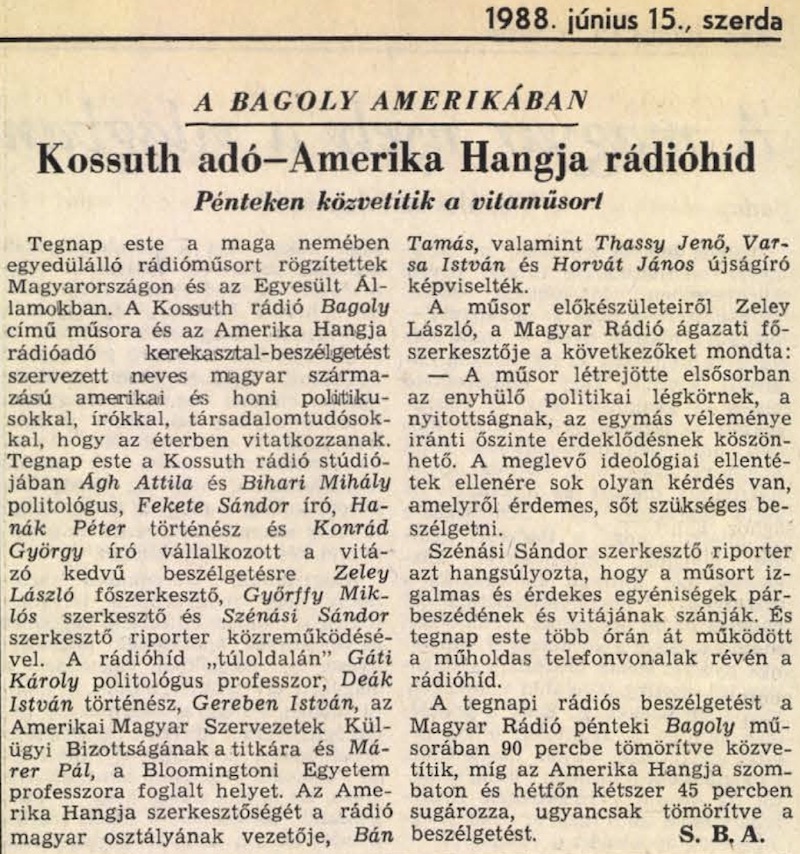 1988. június 15., szerda
A BAGOLY AMERIKÁBAN
Kossuth adó—Amerika Hangja rádióhíd
Pénteken közvetítik a vitaműsort
Tegnap este a maga nemében
egyedülálló rádióműsort rögzítettek
Magyarországon és az Egyesült Ál-
lamokban. A Kossuth rádió Bagoly
című műsora és az Amerika Hangja
rádióadó kerekasztal-beszélgetést
szervezett neves magyar szárma-
zású amerikai és honi politiku-
sokkal, írókkal, társadalomtudósok-
kal, hogy az éterben vitatkozzanak.
Tegnap este a Kossuth rádió stúdió-
jában Ágh Attila és Bihari Mihály
politológus, Fekete Sándor író, Ha-
nák Péter történész és Konrád
György író vállalkozott a vitá-
zó kedvű beszélgetésre Zeley
László főszerkesztő, Győrffy Mik-
lós szerkesztő és Szénási Sándor
szerkesztő riporter közreműködésé-
vel. A rádióhíd „túloldalán" Gáti
Károly politológus professzor, Deák
István történész, Gereben István, az
Amerikai Magyar Szervezetek Kül-
ügyi Bizottságának a titkára és Má-
rer Pál, a Bloomingtoni Egyetem
professzora foglalt helyet. Az Ame-
rika Hangja szerkesztőségét a rádió
magyar osztályának vezetője, Bán
Tamás, valamint Thassy Jenő, Var-
sa István és Horvát János újságíró
képviselték.
A műsor előkészületeiről Zeley
László, a Magyar Rádió ágazati fő-
szerkesztője a következőket mondta:
— A műsor létrejötte elsősorban
az enyhülő politikai légkörnek, a
nyitottságnak, az egymás véleménye
iránti őszinte érdeklődésnek köszön-
hető. A meglevő ideológiai ellenté-
tek ellenére sok olyan kérdés van,
amelyről érdemes, sőt szükséges be-
szélgetni.
Szénási Sándor szerkesztő riporter
azt hangsúlyozta, hogy a műsort iz-
galmas és érdekes egyéniségek pár-
beszédének és vitájának szánják. És
tegnap este több órán át működött
a műholdas telefonvonalak révén a
rádióhíd.
A tegnapi rádiós beszélgetést a
Magyar Rádió pénteki Bagoly mű-
sorában 90 percbe tömörítve közve-
títik, míg az Amerika Hangja szom-
baton és hétfőn kétszer 45 percben
sugározza, ugyancsak tömörítve a
beszélgetést. S. B. A.